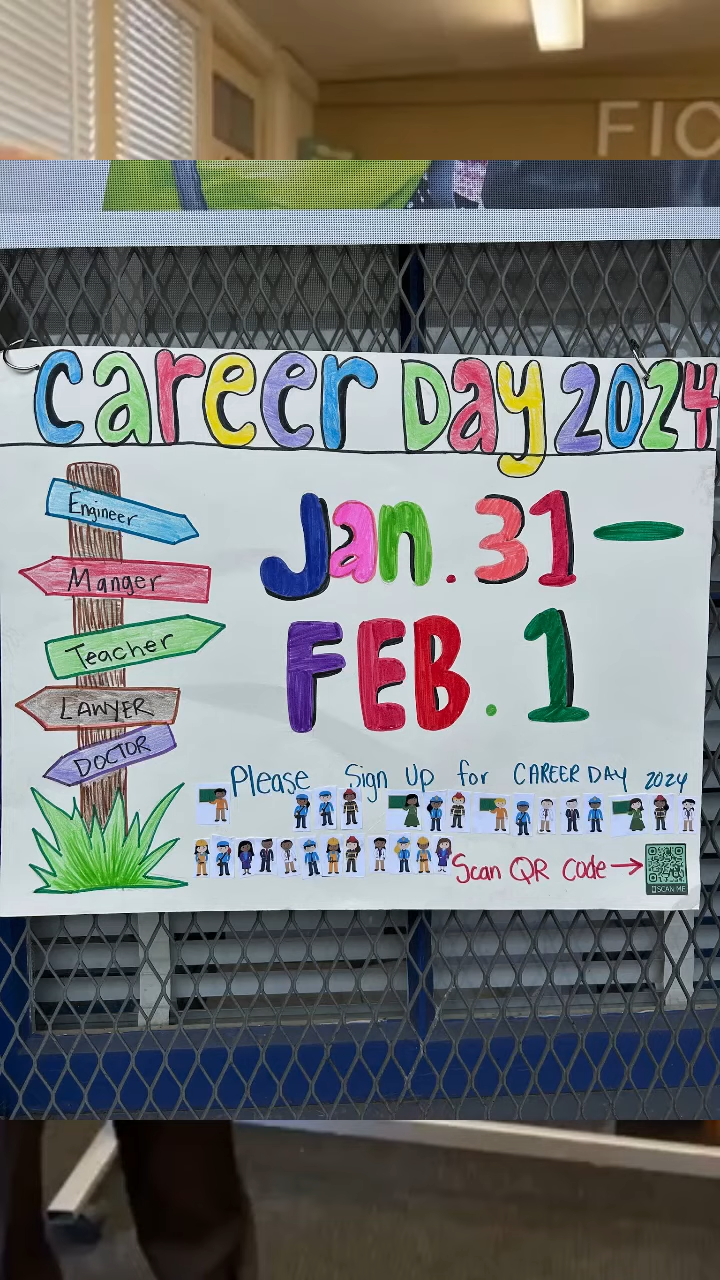 FIC
Career Day 2024
Jan. 31 —
FEB. 1
Engineer
Manger
Teacher
LAWYER
DOCTOR
Please Sign Up for CAREER DAY 2024
Scan QR Code →
SCAN ME